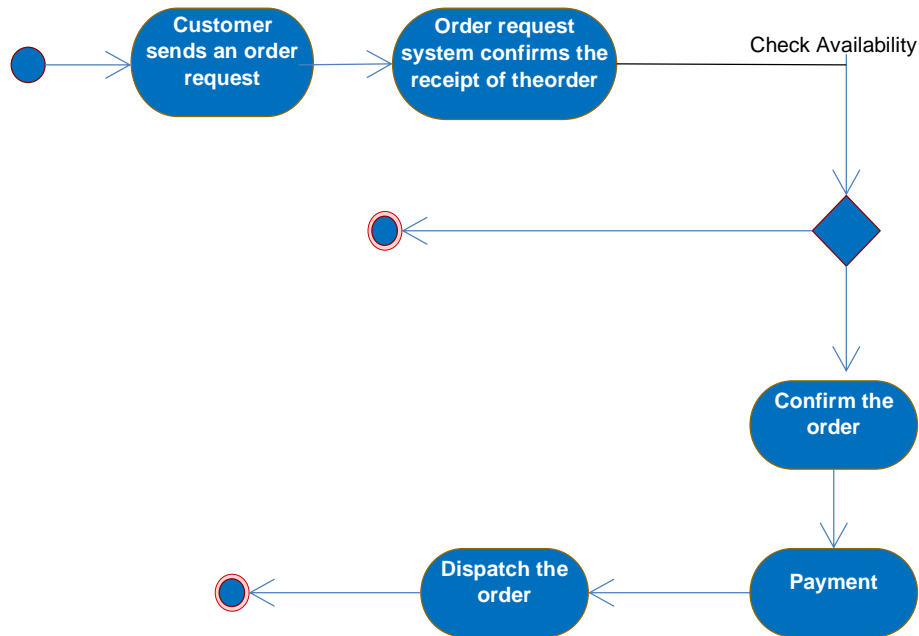 Customer
sends an order
request
Order request
system confirms the
receipt of theorder
Check Availability
Confirm the
order
Dispatch the
order
Payment